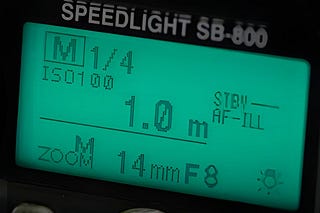 SPEEDLIGHT SB-800
M 1/4
ISO100
1.0 m
STBY
AF-ILL
M
ZOOM 14mm F8